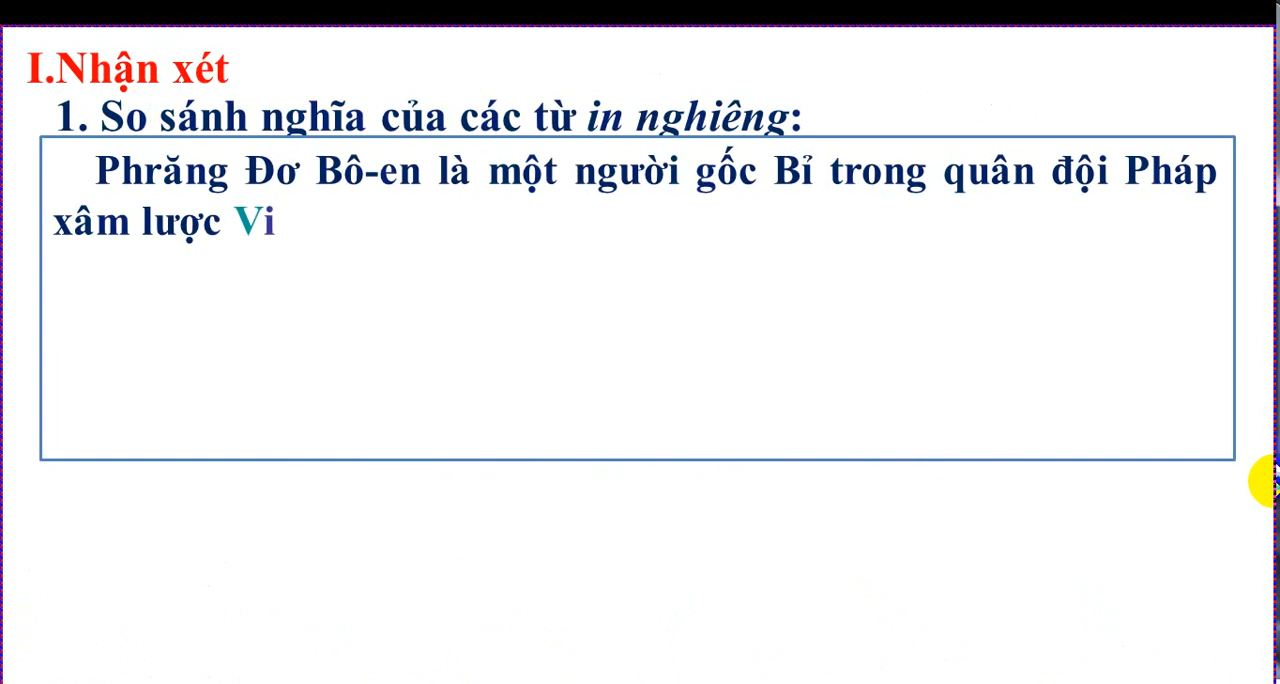 I.Nhận xét
1. So sánh nghĩa của các từ in nghiêng:
Phrăng Đơ Bô-en là một người gốc Bỉ trong quân đội Pháp
xâm lược Vi